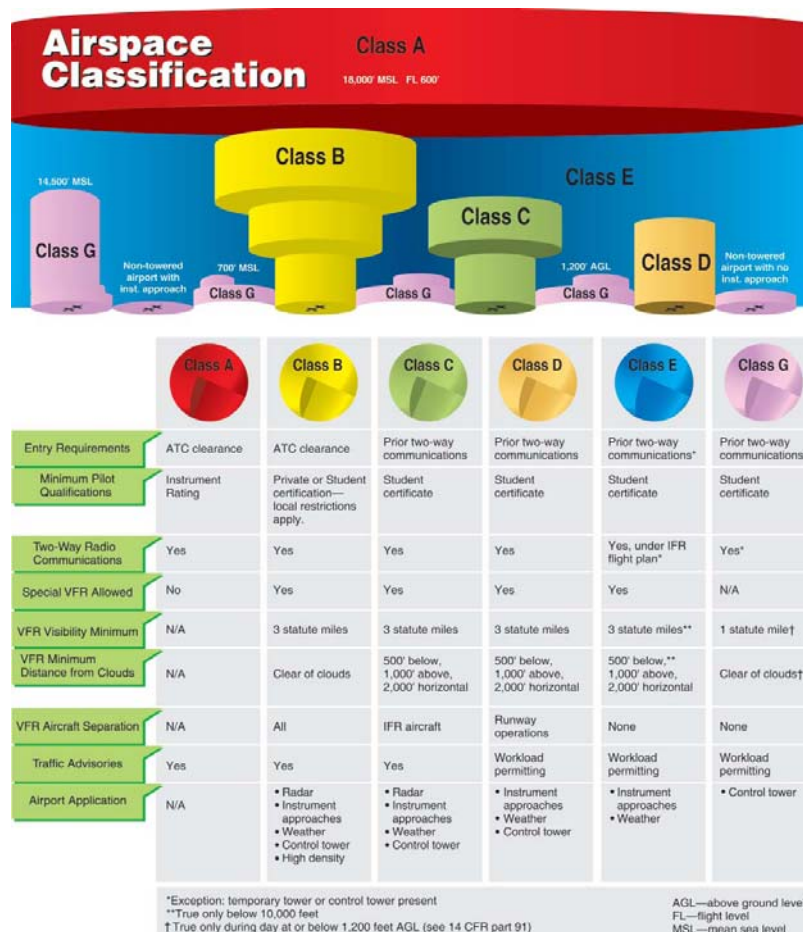 Airspace
Classification
Class A
18,000' MSL FL 600'
Class B
Class E
14,500' MSL
Class C
Class G
Non-towered
airport with
inst. approach
700' MSL
Class G
Class G
1,200' AGL
Class G
Class D
Non-towered
airport with no
inst. approach
Class A
Class B
Class C
Class D
Class E
Class G
Entry Requirements
ATC clearance
ATC clearance
Prior two-way
communications
Prior two-way
communications
Prior two-way
communications*
Prior two-way
communications
Minimum Pilot
Qualifications
Instrument
Rating
Private or Student
certification—
local restrictions
apply.
Student
certificate
Student
certificate
Student
certificate
Student
certificate
Two-Way Radio
Communications
Yes
Yes
Yes
Yes
Yes, under IFR
flight plan*
Yes*
Special VFR Allowed
No
Yes
Yes
Yes
Yes
N/A
VFR Visibility Minimum
N/A
3 statute miles
3 statute miles
3 statute miles
3 statute miles**
1 statute mile†
VFR Minimum
Distance from Clouds
N/A
Clear of clouds
500' below,
1,000' above,
2,000' horizontal
500' below,
1,000' above,
2,000' horizontal
500' below,**
1,000' above,
2,000' horizontal
Clear of clouds†
VFR Aircraft Separation
N/A
All
IFR aircraft
Runway
operations
None
None
Traffic Advisories
Yes
Yes
Yes
Workload
permitting
Workload
permitting
Workload
permitting
Airport Application
N/A
• Radar
• Instrument
approaches
• Weather
• Control tower
• High density
• Radar
• Instrument
approaches
• Weather
• Control tower
• Instrument
approaches
• Weather
• Control tower
• Instrument
approaches
• Weather
• Control tower
*Exception: temporary tower or control tower present
**True only below 10,000 feet
†True only during day at or below 1,200 feet AGL (see 14 CFR part 91)
AGL—above ground level
FL—flight level
MSL—mean sea level